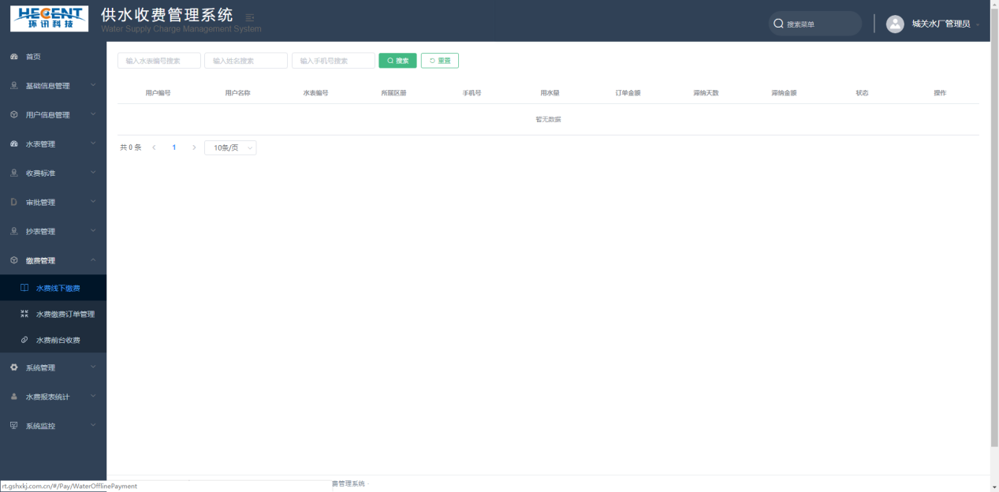 HECENT
环讯科技
供水收费管理系统
Water Supply Charge Management System
搜索菜单
城关水厂管理员
首页
基础信息管理
用户信息管理
水表管理
收费标准
审批管理
抄表管理
缴费管理
水费线下缴费
水费缴费订单管理
水费前台收费
系统管理
水费报表统计
系统监控
输入水表编号搜索 输入姓名搜索 输入手机号搜索 搜索 重置
用户编号 用户名称 水表编号 所属区册 手机号 用水量 订单金额 滞纳天数 滞纳金额 状态 操作
暂无数据
共 0 条 1 10条/页
rt.gshxkj.com.cn/#/Pay/WaterOfflinePayment
费管理系统